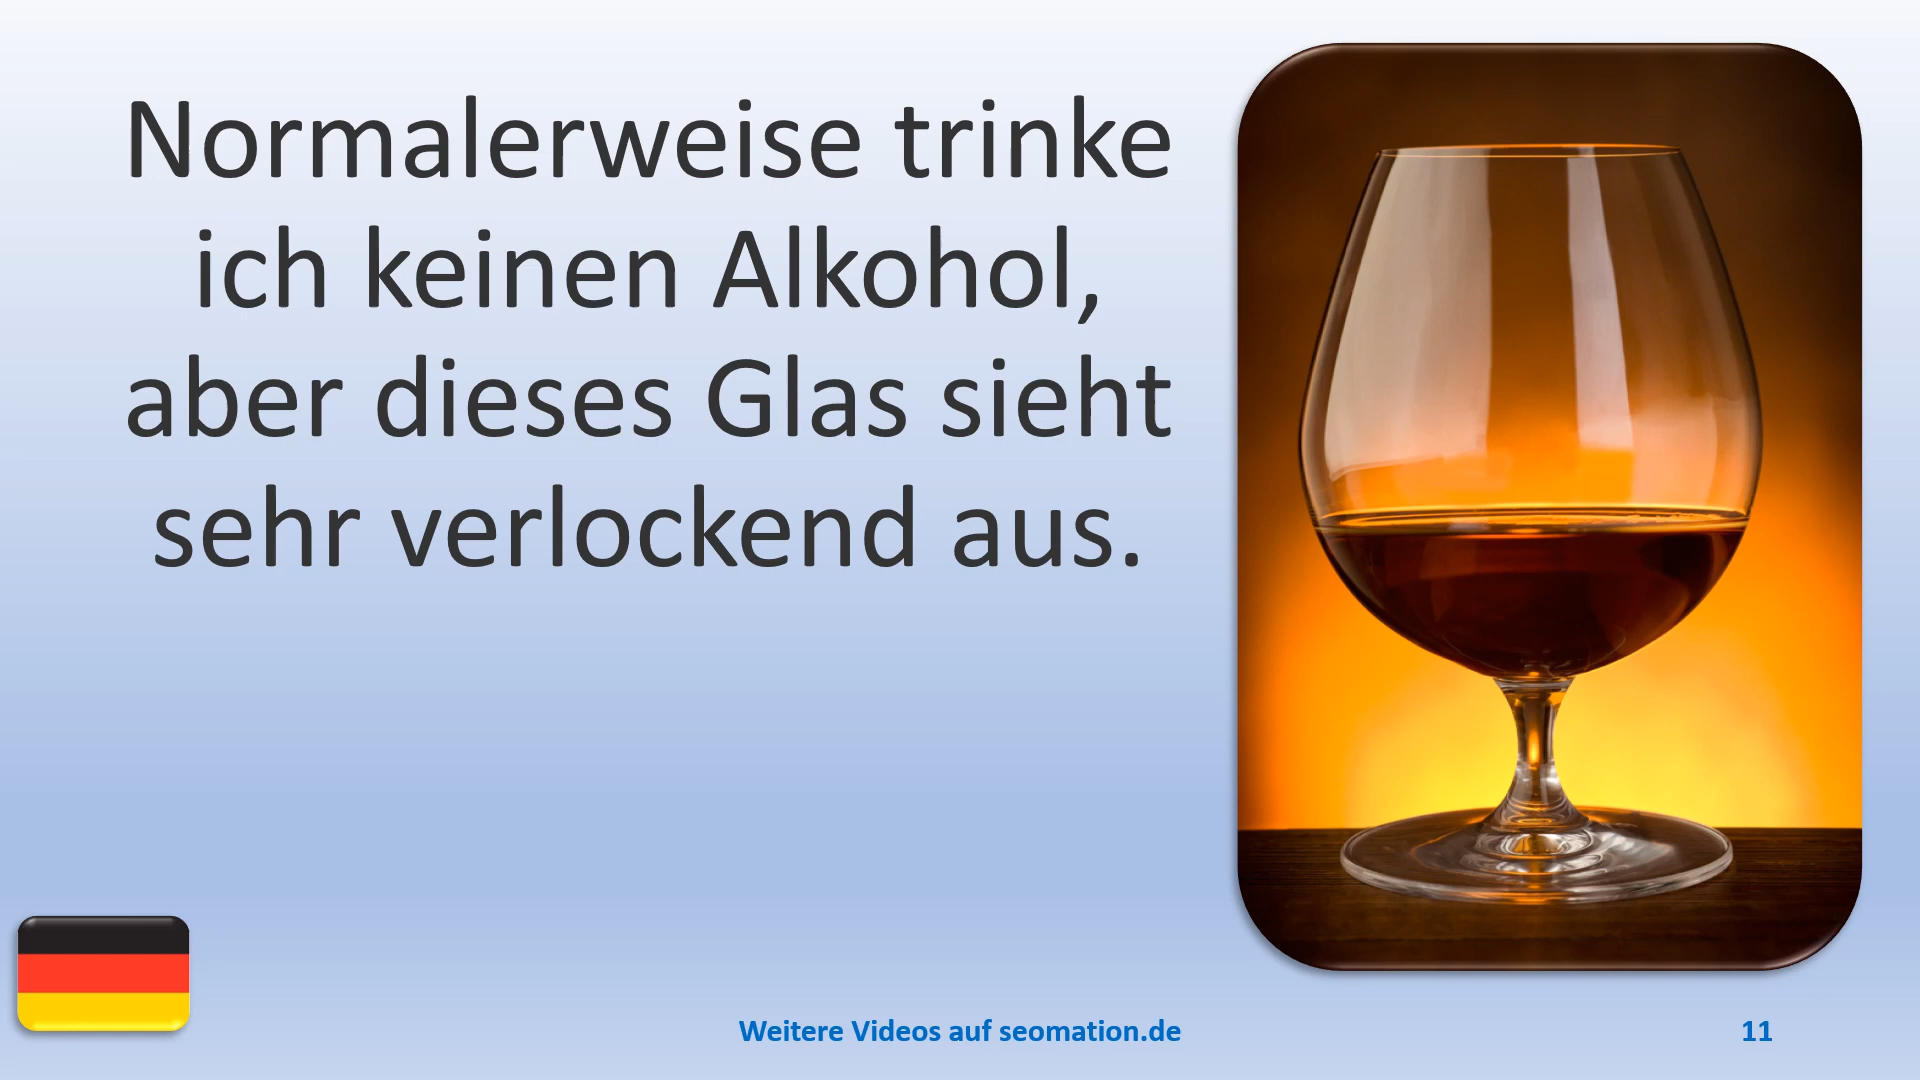 Normalerweise trinke
ich keinen Alkohol,
aber dieses Glas sieht
sehr verlockend aus.
Weitere Videos auf seomation.de
11